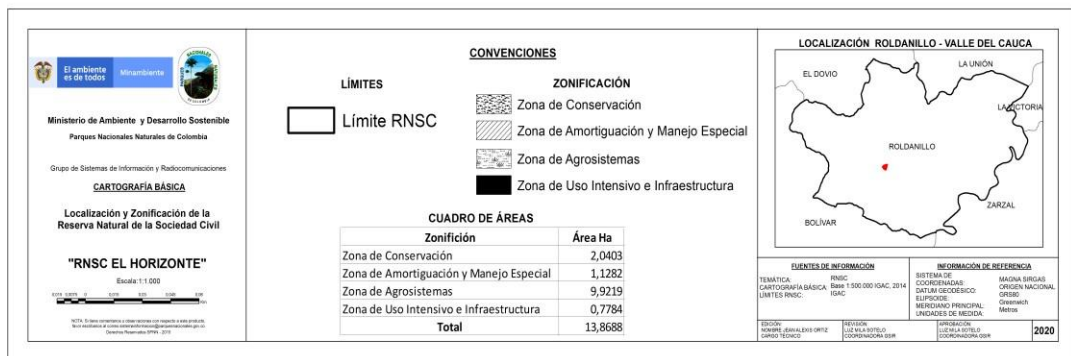 El ambiente
es de todos
Minambiente
Ministerio de Ambiente y Desarrollo Sostenible
Parques Nacionales Naturales de Colombia
Grupo de Sistemas de Información y Radiocomunicaciones
CARTOGRAFÍA BÁSICA
Localización y Zonificación de la
Reserva Natural de la Sociedad Civil
"RNSC EL HORIZONTE"
Escala:1:1.000
CONVENCIONES
LÍMITES
Límite RNSC
ZONIFICACIÓN
Zona de Conservación
Zona de Amortiguación y Manejo Especial
Zona de Agrosistemas
Zona de Uso Intensivo e Infraestructura
CUADRO DE ÁREAS
Zonifición Área Ha
Zona de Conservación 2,0403
Zona de Amortiguación y Manejo Especial 1,1282
Zona de Agrosistemas 9,9219
Zona de Uso Intensivo e Infraestructura 0,7784
Total 13,8688
LOCALIZACIÓN ROLDANILLO - VALLE DEL CAUCA
EL DOVIO
LA UNIÓN
LA VICTORIA
ROLDANILLO
ZARZAL
BOLÍVAR
FUENTES DE INFORMACIÓN
TEMÁTICA: RNSC
CARTOGRAFÍA BÁSICA: Base 1:500.000 IGAC, 2014
LÍMITES RNSC: IGAC
INFORMACIÓN DE REFERENCIA
SISTEMA DE
COORDENADAS: MAGNA SIRGAS
ORIGEN NACIONAL
DATUM GEODÉSICO: GRS80
ELIPSOIDE:
MERIDIANO PRINCIPAL: Greenwich
UNIDADES DE MEDIDA: Metros
EDICIÓN:
NOMBRE JEAN ALEXIS ORTIZ
CARGO TÉCNICO
REVISIÓN:
LUZ MILA SOTELO
COORDINADORA GSIR
APROBACIÓN:
LUZ MILA SOTELO
COORDINADORA GSIR
2020